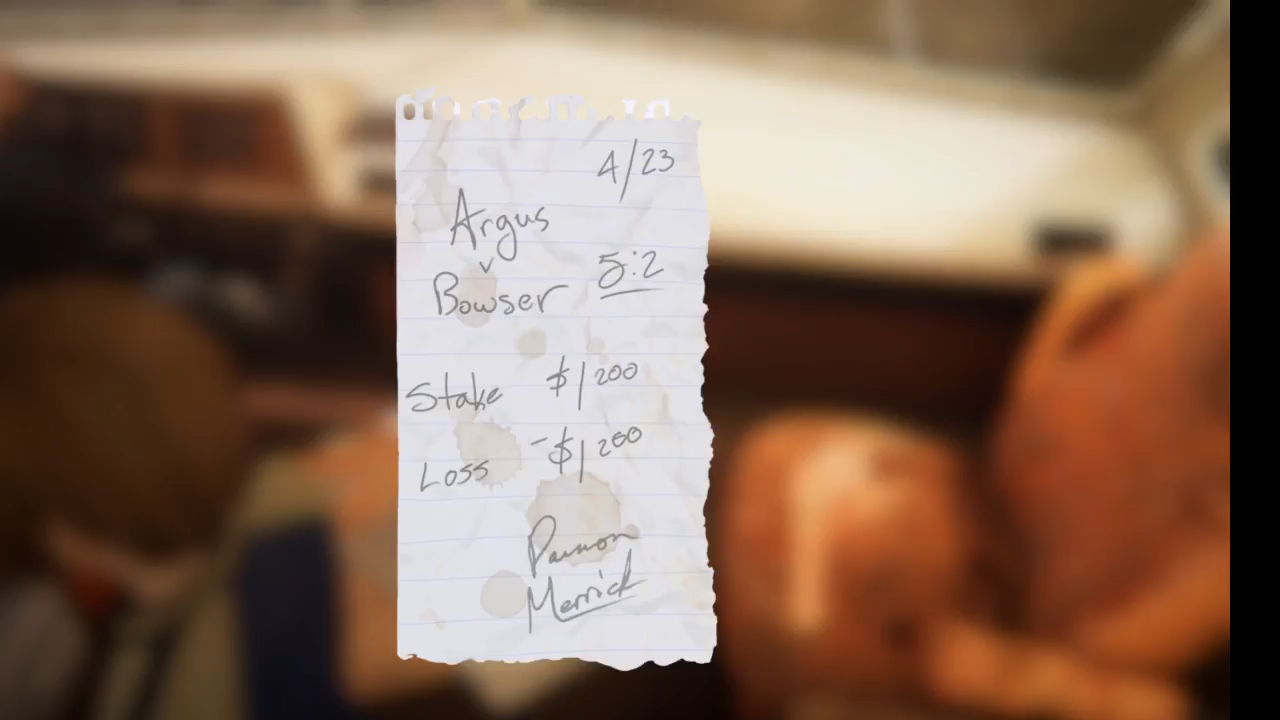 4/23
Argus
v
Bowser 5:2
Stake $1200
Loss -$1200
Damon
Merrick